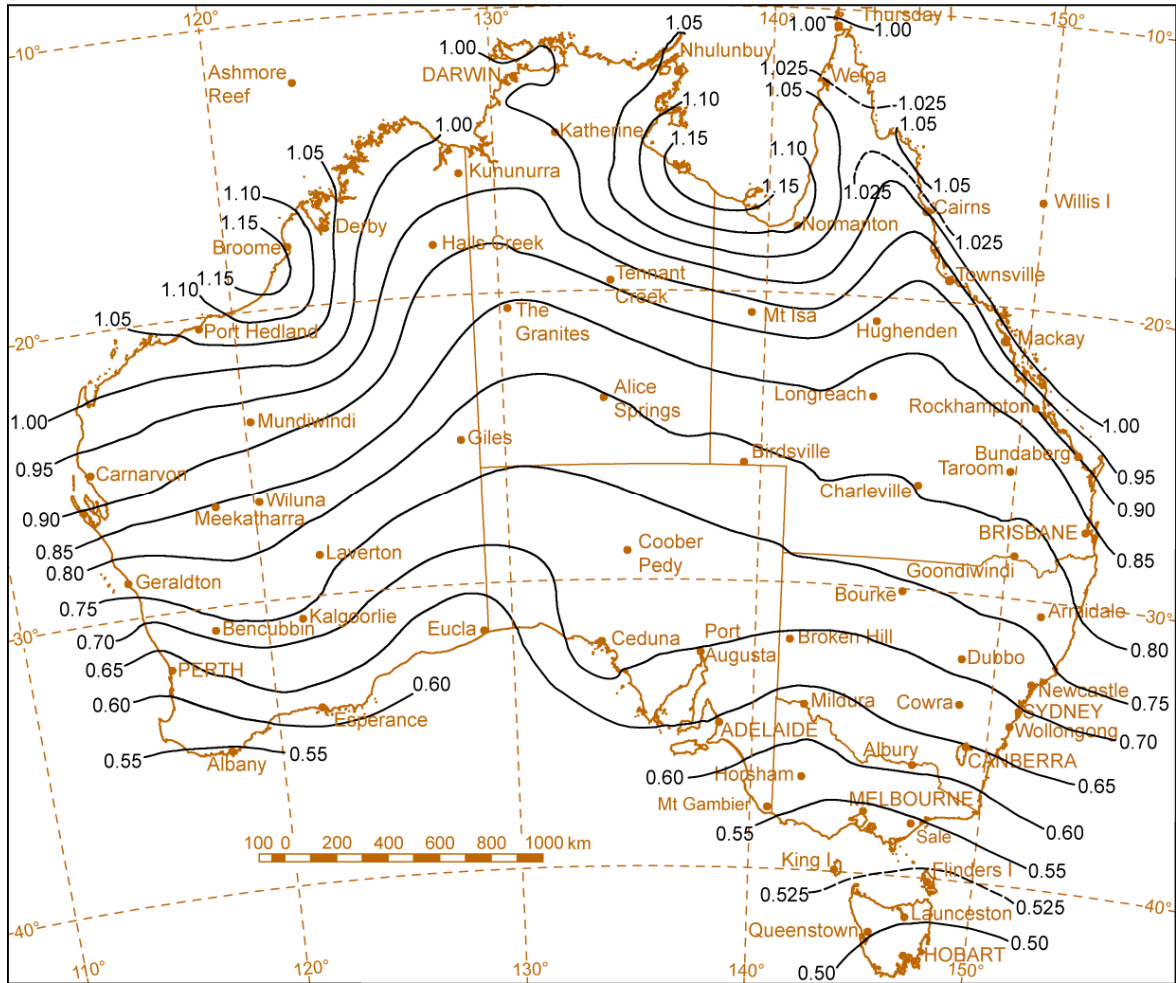 120°
130°
140°
150°
-10°
-10°
1.05
Thursday I
1.00
1.00
1.00
Nhulunbuy
DARWIN
Ashmore
Reef
1.025
Weipa
1.05
1.025
1.10
1.05
1.00
Katherine
1.05
1.15
1.10
Kununurra
1.10
1.15
1.025
1.05
Cairns
Willis I
1.15
Derby
Normanton
1.025
Broome
Halls Creek
1.15
1.10
Tennant
Creek
Townsville
1.05
Port Hedland
The
Granites
Mt Isa
Hughenden
-20°
-20°
Mackay
Alice
Springs
Longreach
Rockhampton
1.00
Mundiwindi
1.00
Giles
Birdsville
Bundaberg
0.95
Taroom
0.95
Carnarvon
Charleville
0.90
Wiluna
Meekatharra
0.90
BRISBANE
0.85
Laverton
Coober
Pedy
0.85
Goondiwindi
0.80
Geraldton
Bourke
0.75
Kalgoorlie
Armidale
-30°
-30°
0.70
Bencubbin
Eucla
Ceduna
Port
Augusta
Broken Hill
0.80
0.65
PERTH
Dubbo
0.60
0.60
Mildura
Cowra
Newcastle
0.75
SYDNEY
Esperance
ADELAIDE
Wollongong
0.70
0.55
0.55
Albany
Albury
CANBERRA
0.60
Horsham
0.65
Mt Gambier
MELBOURNE
0.55
Sale
0.60
100 0 200 400 600 800 1000 km
King I
Flinders I
0.55
0.525
0.525
Launceston
-40°
-40°
Queenstown
0.50
HOBART
0.50
110°
120°
130°
140°
150°